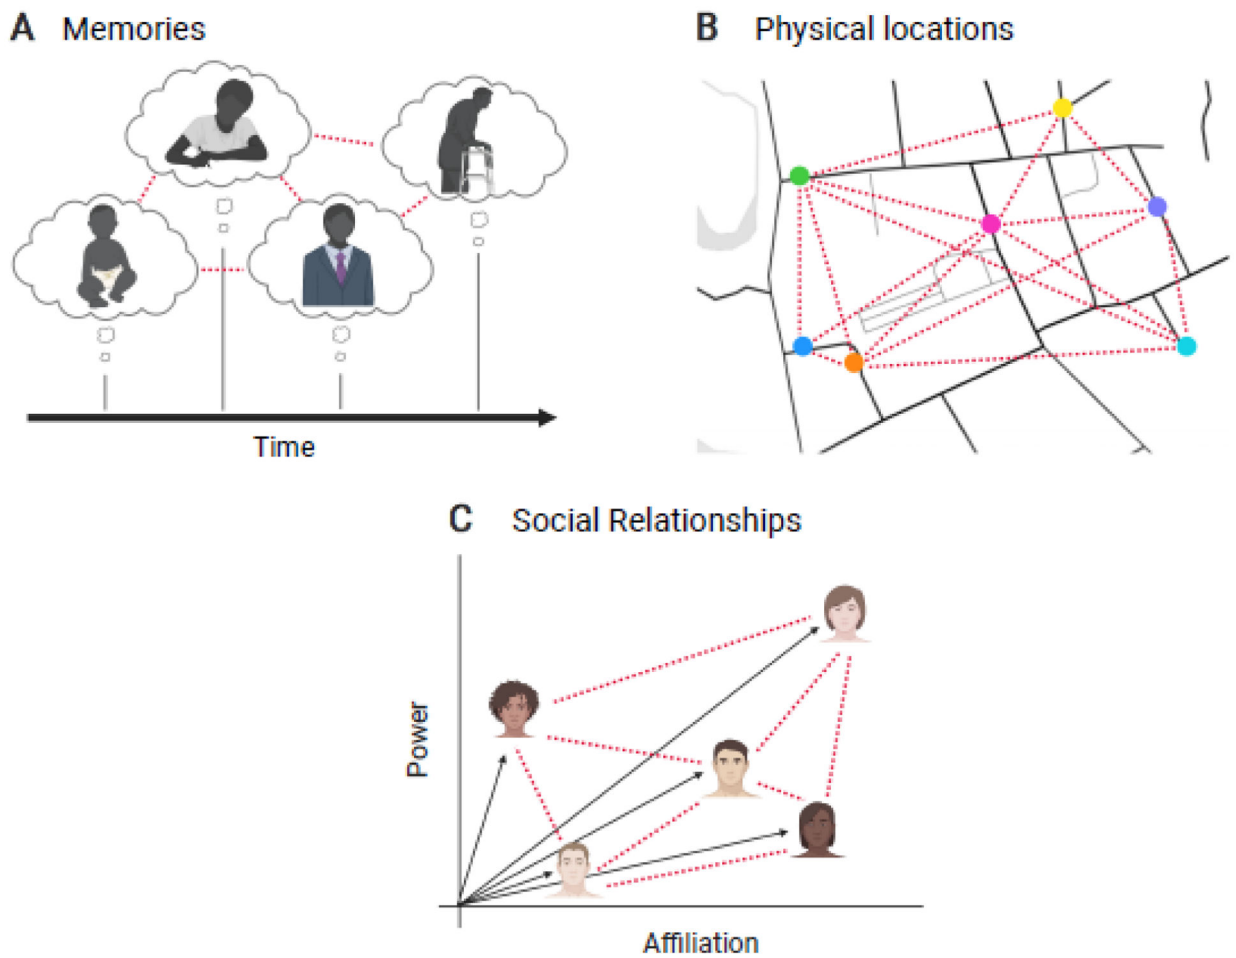 A Memories
B Physical locations
Time
C Social Relationships
Power
Affiliation